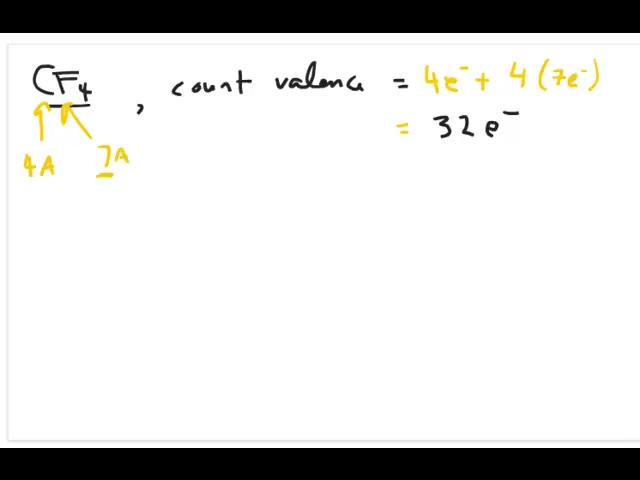 CF₄, count valence = 4e⁻ + 4(7e⁻)
= 32e⁻
4A 7A